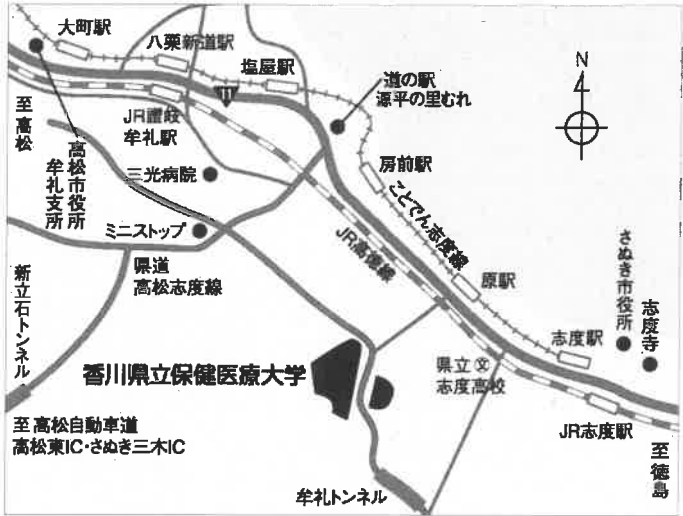 大町駅
八栗新道駅
塩屋駅
道の駅
源平の里むれ
N
11
至高松
JR讃岐
牟礼駅
高松市役所
牟礼支所
三光病院
房前駅
ことでん志度線
ミニストップ
JR高徳線
県道
高松志度線
原駅
さぬき市役所
志度寺
新立石トンネル
志度駅
香川県立保健医療大学
県立 文
志度高校
至高松自動車道
高松東IC・さぬき三木IC
JR志度駅
至徳島
牟礼トンネル